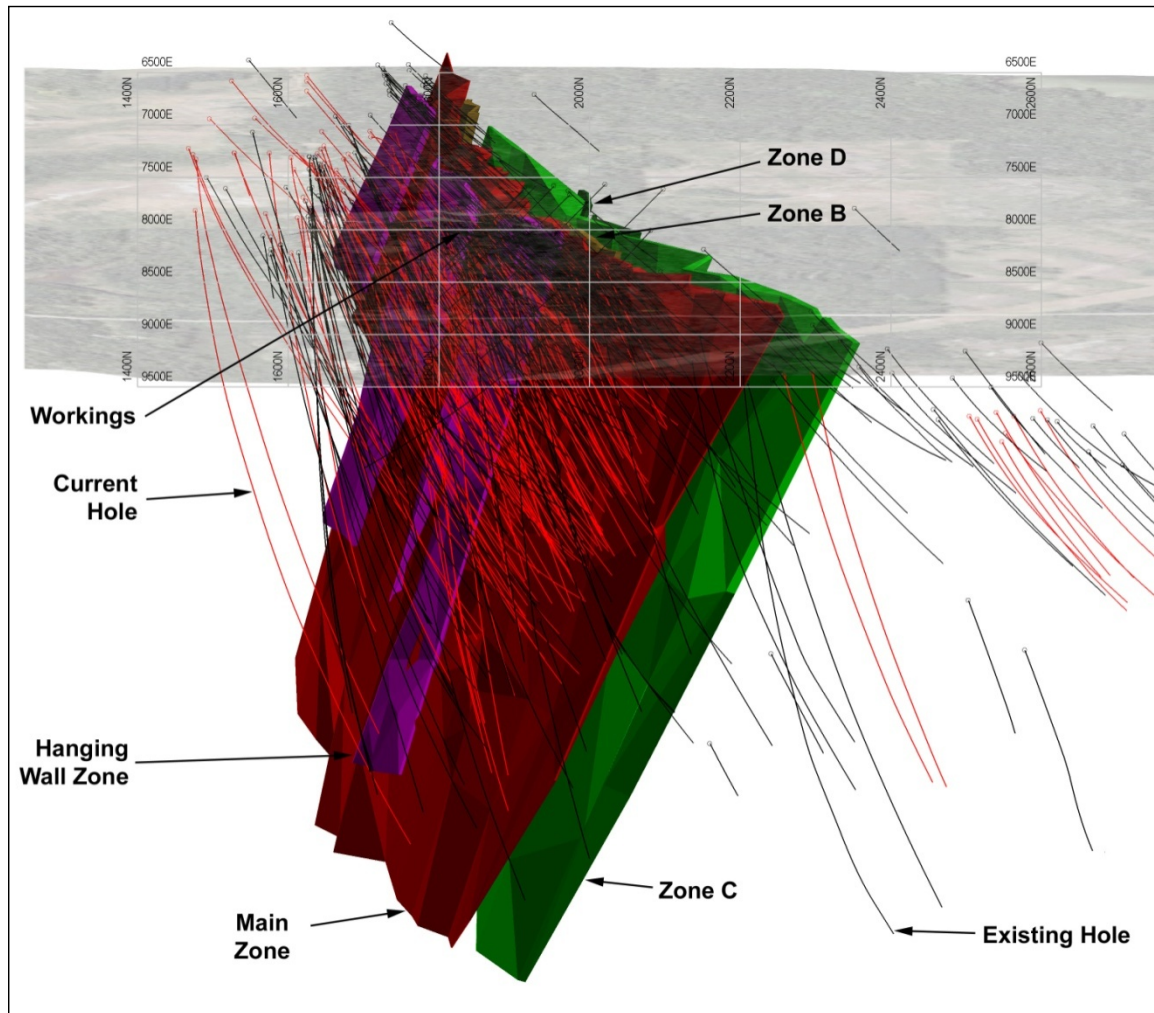 6500E
6500E
1400N
1600N
2000N
2200N
2400N
2600N
7000E
7000E
7500E
7500E
Zone D
8000E
8000E
Zone B
8500E
8500E
9000E
9000E
1400N
1600N
2400N
9500E
Workings
Current
Hole
Hanging
Wall Zone
Main
Zone
Zone C
Existing Hole